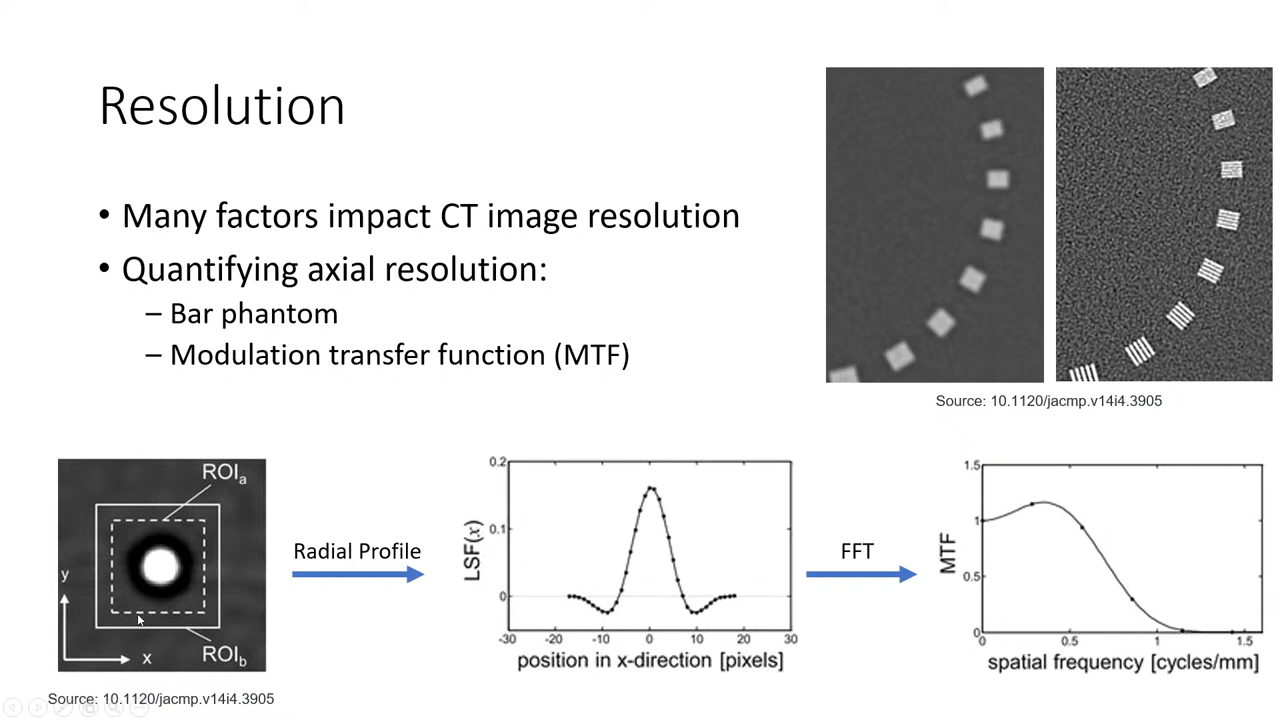 Resolution
• Many factors impact CT image resolution
• Quantifying axial resolution:
– Bar phantom
– Modulation transfer function (MTF)
Source: 10.1120/jacmp.v14i4.3905
ROIa
y
x
ROIb
Source: 10.1120/jacmp.v14i4.3905
Radial Profile
0.2
0.1
0
LSF(x)
-30 -20 -10 0 10 20 30
position in x-direction [pixels]
FFT
1.5
1
0.5
0
MTF
0 0.5 1 1.5
spatial frequency [cycles/mm]